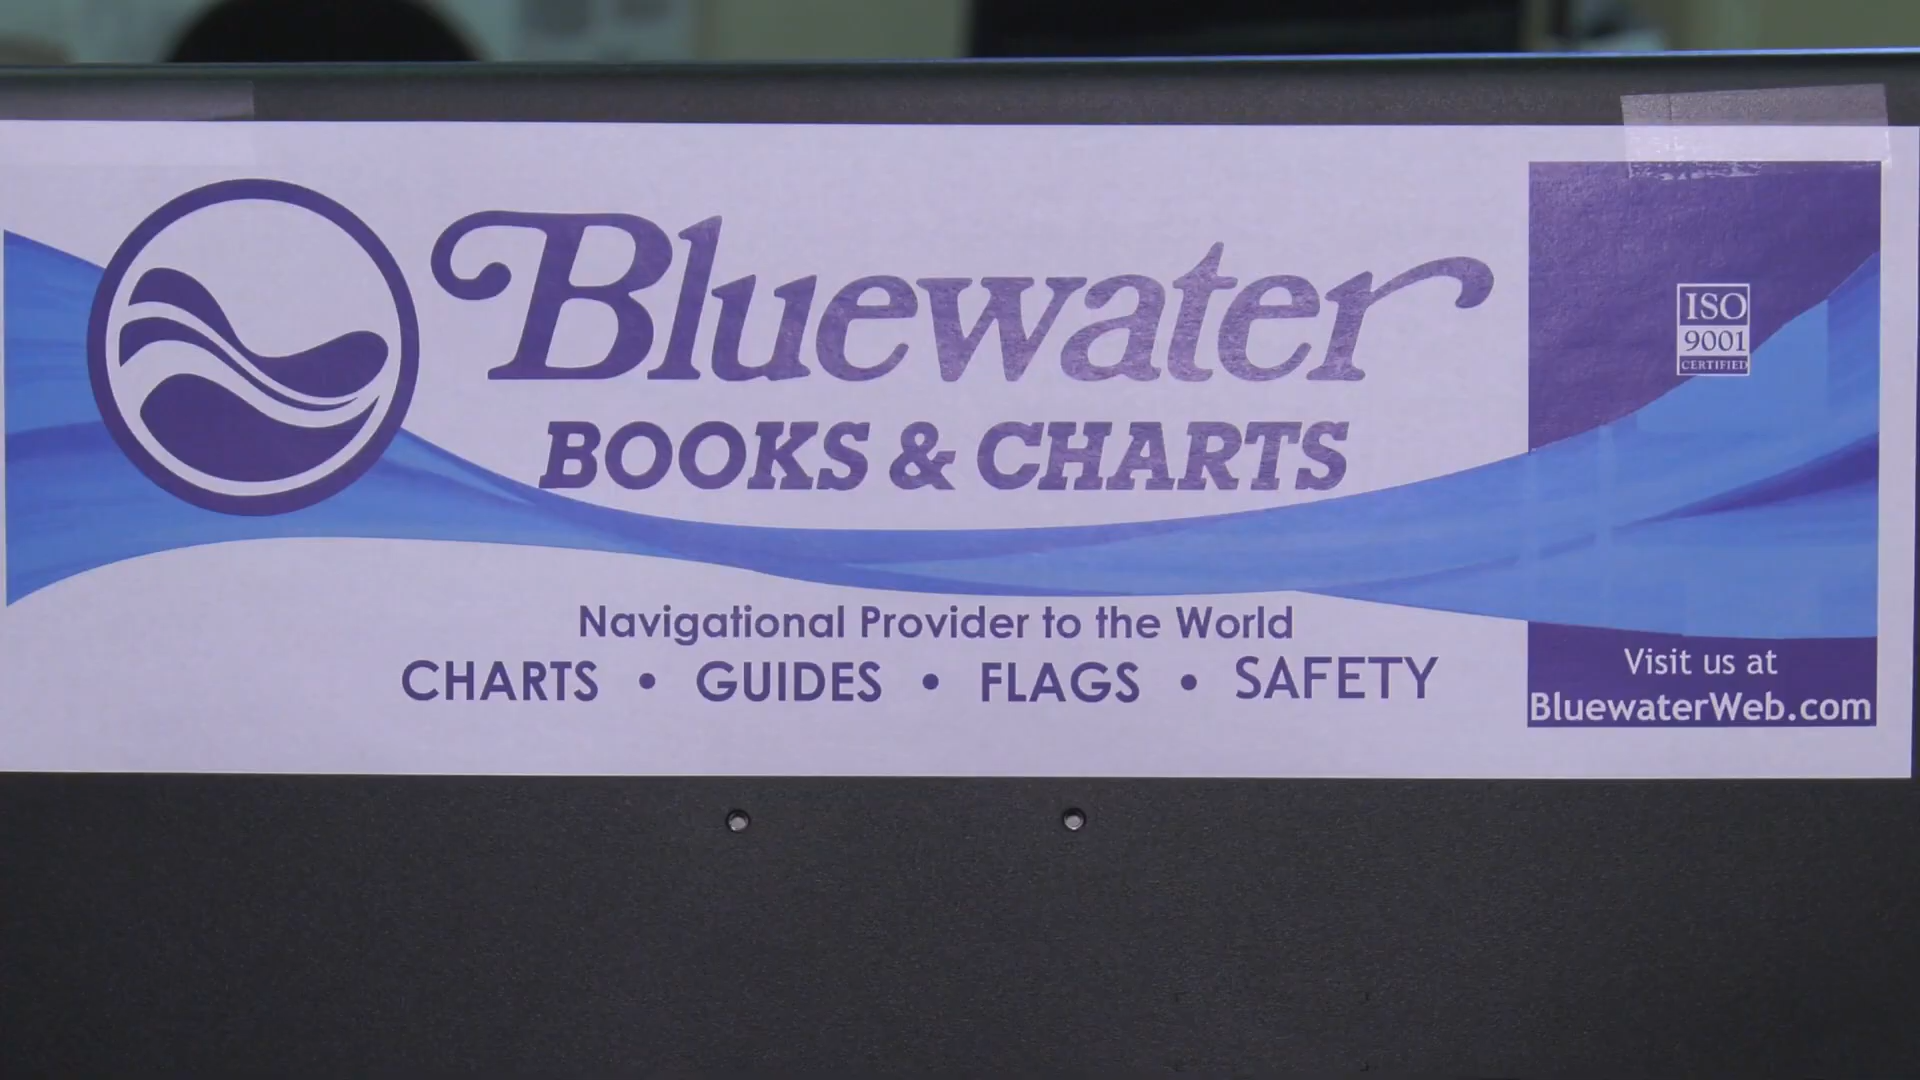 Bluewater
BOOKS & CHARTS
ISO
9001
CERTIFIED
Navigational Provider to the World
CHARTS • GUIDES • FLAGS • SAFETY
Visit us at
BluewaterWeb.com